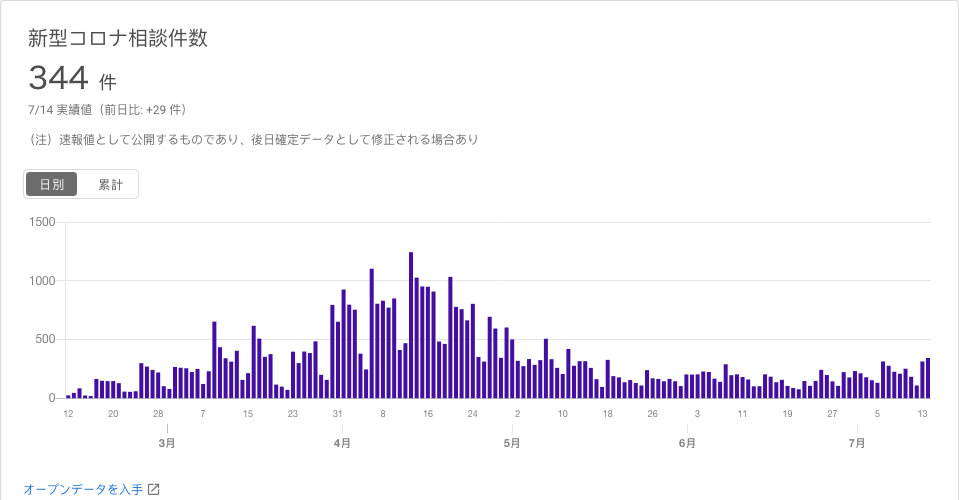 新型コロナ相談件数
344 件
7/14 実績値（前日比: +29 件）
（注）速報値として公開するものであり、後日確定データとして修正される場合あり
日別 累計
1500
1000
500
0
12 20 28 7 15 23 31 8 16 24 2 10 18 26 3 11 19 27 5 13
3月 4月 5月 6月 7月
オープンデータを入手